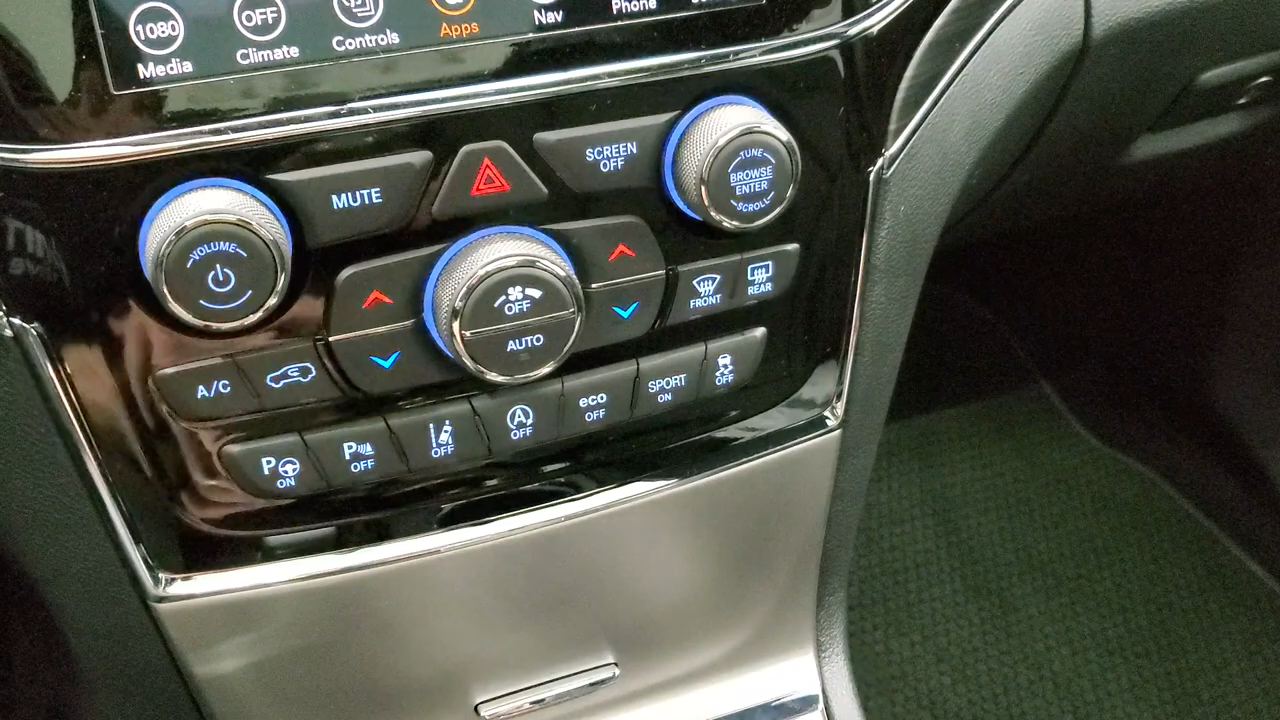 1080
OFF
Media
Climate
Controls
Apps
Nav
Phone
SCREEN
OFF
TUNE
BROWSE
ENTER
SCROLL
MUTE
VOLUME
OFF
AUTO
FRONT
REAR
A/C
P
ON
P
OFF
OFF
A
OFF
eco
OFF
SPORT
ON
OFF